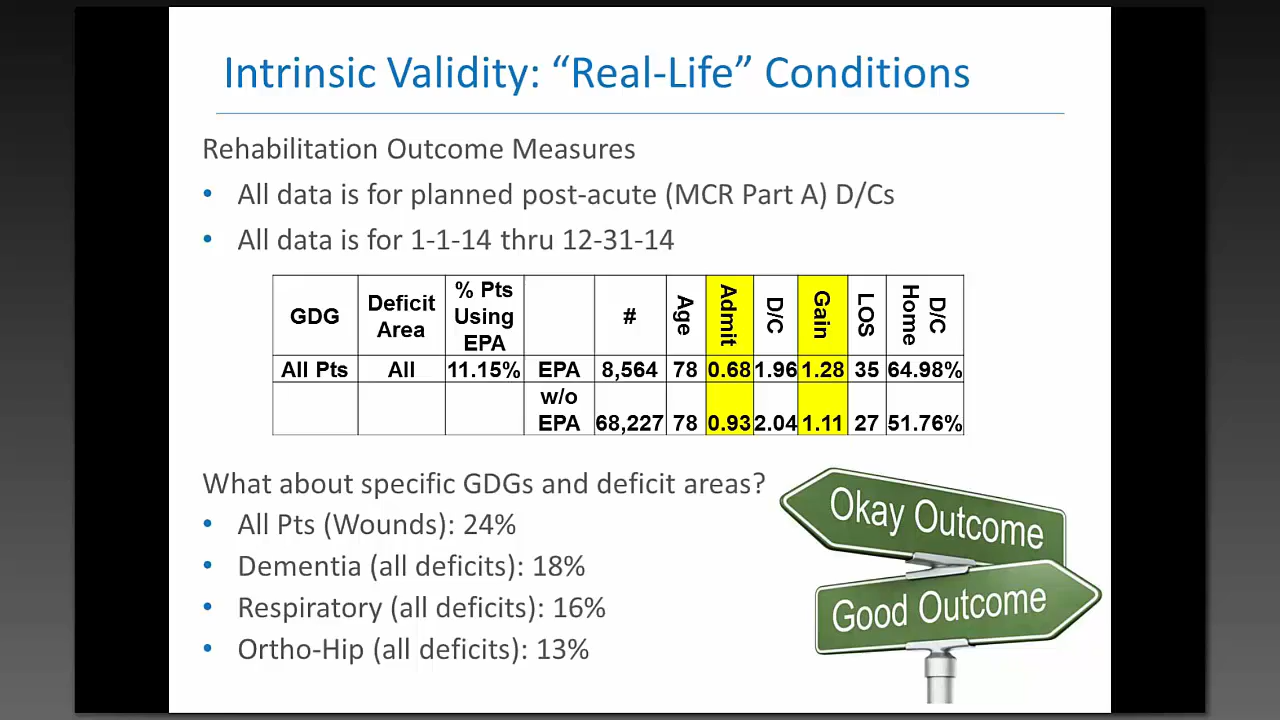 Intrinsic Validity: “Real-Life” Conditions
Rehabilitation Outcome Measures
• All data is for planned post-acute (MCR Part A) D/Cs
• All data is for 1-1-14 thru 12-31-14
GDG Deficit Area % Pts Using EPA # Age Admit D/C Gain LOS D/C Home
All Pts All 11.15% EPA 8,564 78 0.68 1.96 1.28 35 64.98%
w/o EPA 68,227 78 0.93 2.04 1.11 27 51.76%
What about specific GDGs and deficit areas?
• All Pts (Wounds): 24%
• Dementia (all deficits): 18%
• Respiratory (all deficits): 16%
• Ortho-Hip (all deficits): 13%
Okay Outcome
Good Outcome